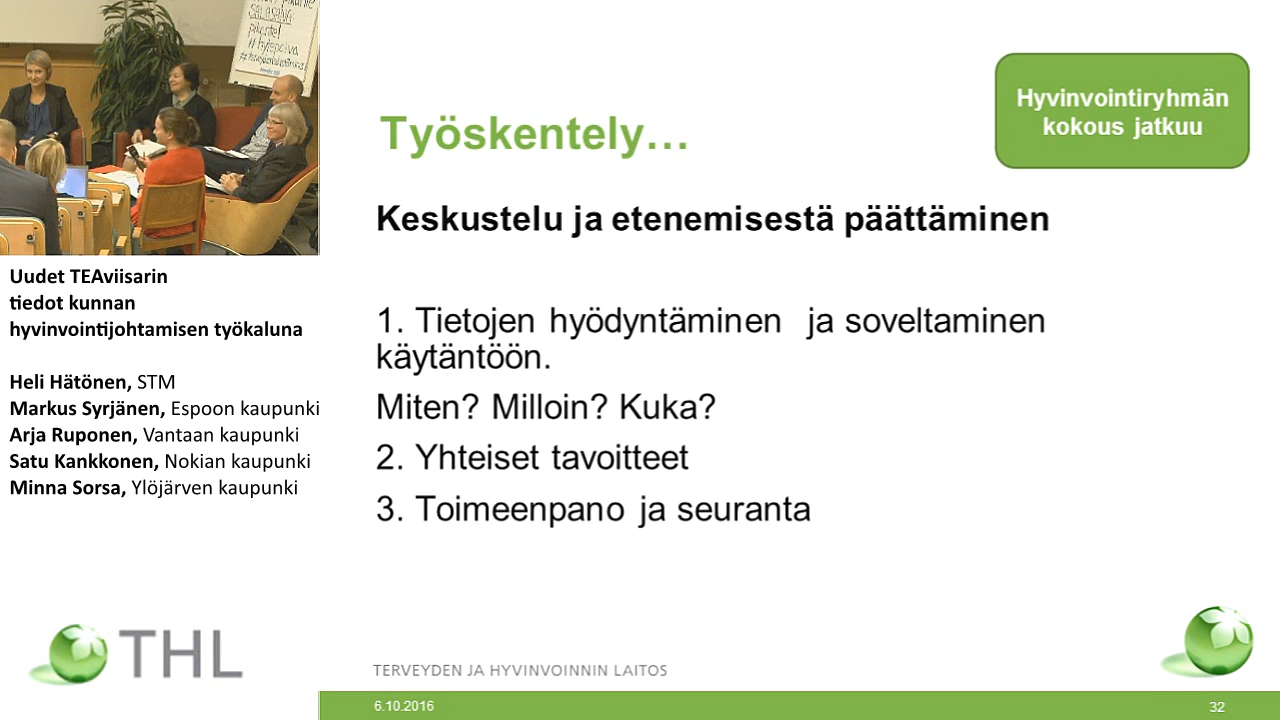 SALASANA
pikantel
# hytepaiva
Uudet TEAviisarin
tiedot kunnan
hyvinvointijohtamisen työkaluna
Heli Hätönen, STM
Markus Syrjänen, Espoon kaupunki
Arja Ruponen, Vantaan kaupunki
Satu Kankkonen, Nokian kaupunki
Minna Sorsa, Ylöjärven kaupunki
THL
Hyvinvointiryhmän
kokous jatkuu
Työskentely...
Keskustelu ja etenemisestä päättäminen
1. Tietojen hyödyntäminen ja soveltaminen
käytäntöön.
Miten? Milloin? Kuka?
2. Yhteiset tavoitteet
3. Toimeenpano ja seuranta
TERVEYDEN JA HYVINVOINNIN LAITOS
6.10.2016
32